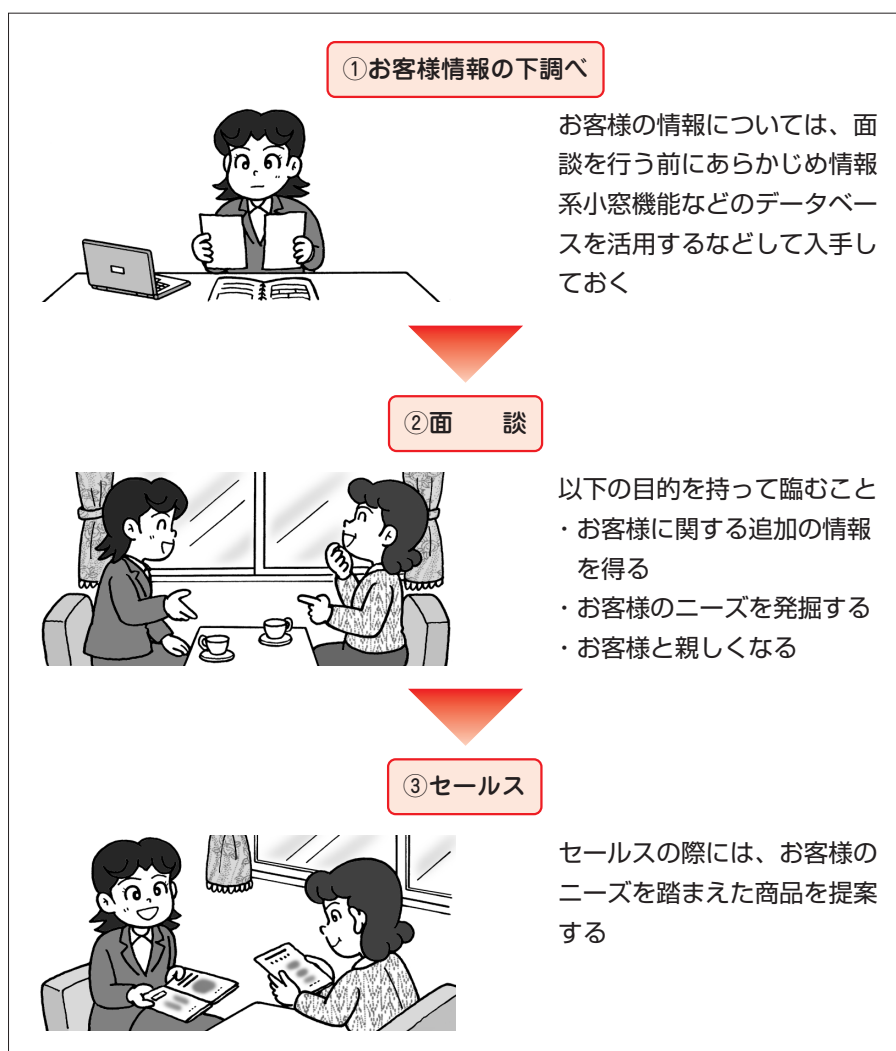 ①お客様情報の下調べ
お客様の情報については、面
談を行う前にあらかじめ情報
系小窓機能などのデータベー
スを活用するなどして入手し
ておく
②面　　談
以下の目的を持って臨むこと
・お客様に関する追加の情報
を得る
・お客様のニーズを発掘する
・お客様と親しくなる
③セールス
セールスの際には、お客様の
ニーズを踏まえた商品を提案
する